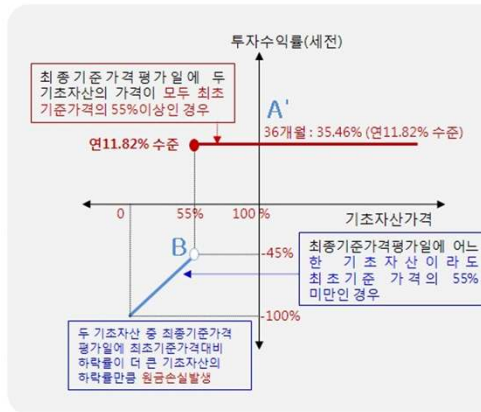 투자수익률(세전)
최종기준가격평가일에 두
기초자산의 가격이 모두 최초
기준가격의 55%이상인 경우
A'
36개월 : 35.46% (연11.82% 수준)
연11.82% 수준
0
55%
100 %
기초자산가격
B
-45%
최종기준가격평가일에 어느
한 기초자산이라도
최초기준 가격의 55%
미만인 경우
-100%
두 기초자산 중 최종기준가격
평가일에 최초기준가격대비
하락률이 더 큰 기초자산의
하락률만큼 원금손실발생